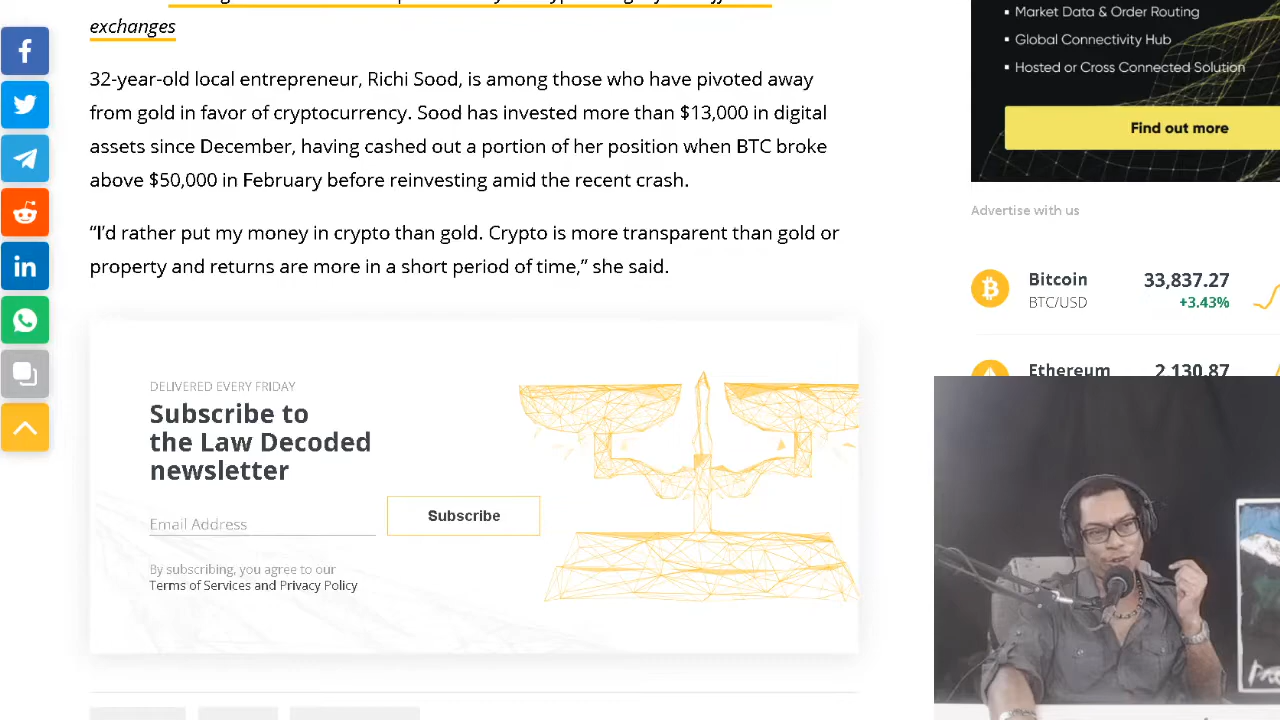 exchanges
32-year-old local entrepreneur, Richi Sood, is among those who have pivoted away
from gold in favor of cryptocurrency. Sood has invested more than $13,000 in digital
assets since December, having cashed out a portion of her position when BTC broke
above $50,000 in February before reinvesting amid the recent crash.
“I’d rather put my money in crypto than gold. Crypto is more transparent than gold or
property and returns are more in a short period of time,” she said.
DELIVERED EVERY FRIDAY
Subscribe to
the Law Decoded
newsletter
Email Address
Subscribe
By subscribing, you agree to our
Terms of Services and Privacy Policy
▪ Market Data & Order Routing
▪ Global Connectivity Hub
▪ Hosted or Cross Connected Solution
Find out more
Advertise with us
Bitcoin 33,837.27
BTC/USD +3.43%
Ethereum 2,130.87